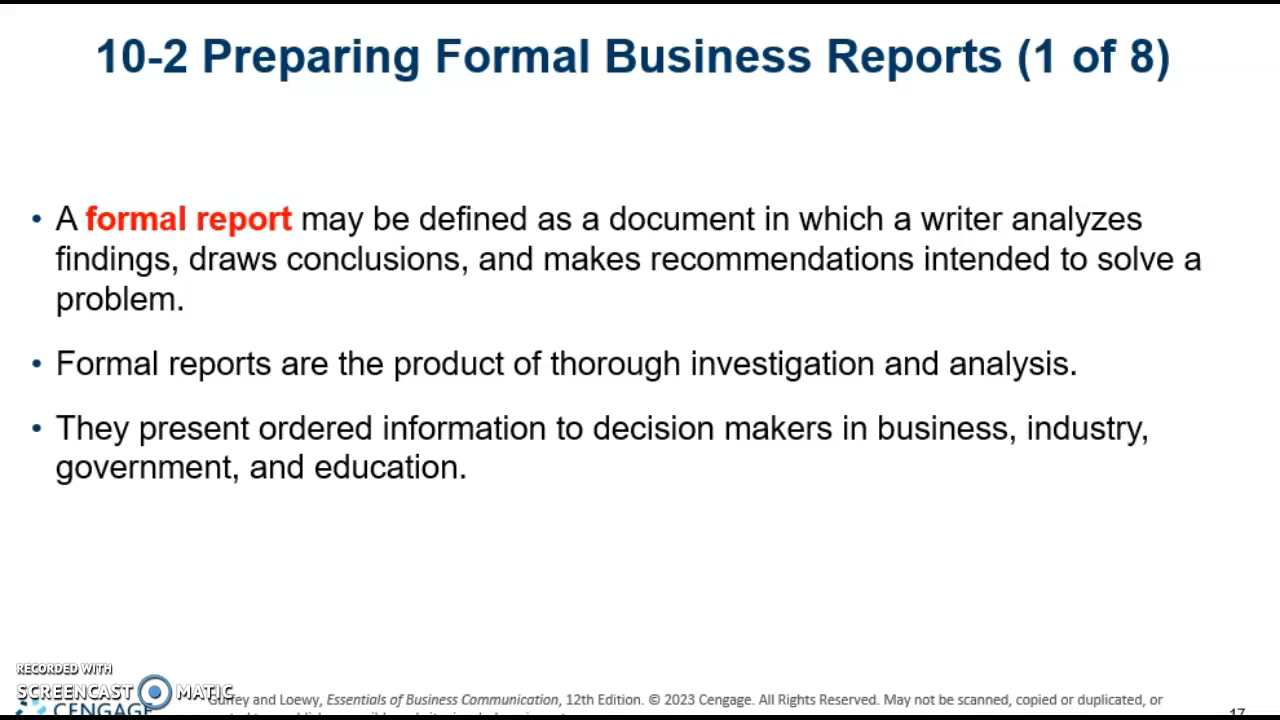 10-2 Preparing Formal Business Reports (1 of 8)
• A formal report may be defined as a document in which a writer analyzes
findings, draws conclusions, and makes recommendations intended to solve a
problem.
• Formal reports are the product of thorough investigation and analysis.
• They present ordered information to decision makers in business, industry,
government, and education.
RECORDED WITH
SCREENCAST MATIC
CENGAGE
Guffey and Loewy, Essentials of Business Communication, 12th Edition. © 2023 Cengage. All Rights Reserved. May not be scanned, copied or duplicated, or
17